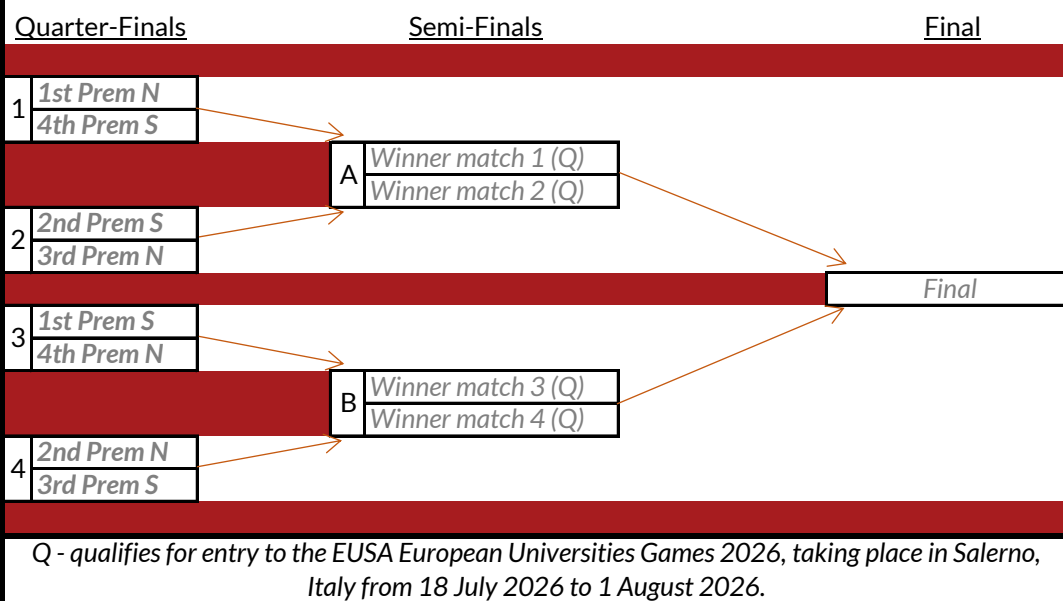 Quarter-Finals Semi-Finals Final
1 1st Prem N
4th Prem S
A Winner match 1 (Q)
Winner match 2 (Q)
2 2nd Prem S
3rd Prem N
Final
3 1st Prem S
4th Prem N
B Winner match 3 (Q)
Winner match 4 (Q)
4 2nd Prem N
3rd Prem S
Q - qualifies for entry to the EUSA European Universities Games 2026, taking place in Salerno,
Italy from 18 July 2026 to 1 August 2026.